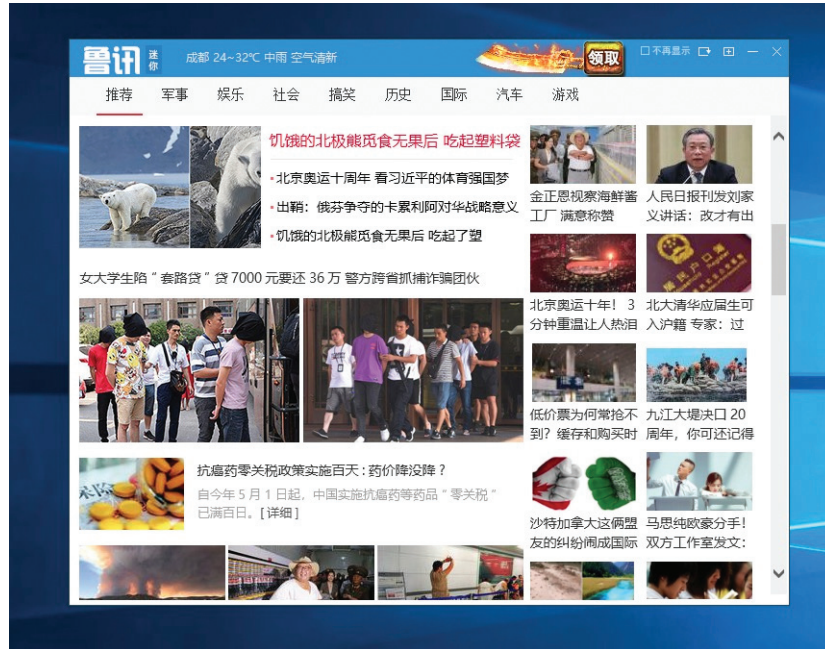 鲁讯
迷你
成都 24~32℃ 中雨 空气清新
领取
不再显示
推荐 军事 娱乐 社会 搞笑 历史 国际 汽车 游戏
饥饿的北极熊觅食无果后 吃起塑料袋
·北京奥运十周年 看习近平的体育强国梦
·出鞘：俄芬争夺的卡累利阿对华战略意义
·饥饿的北极熊觅食无果后 吃起了塑
女大学生陷“套路贷”贷 7000 元要还 36 万 警方跨省抓捕诈骗团伙
抗癌药零关税政策实施百天：药价降没降？
自今年 5 月 1 日起，中国实施抗癌药等药品“零关税”
已满百日。[详细]
金正恩视察海鲜酱
工厂 满意称赞
人民日报刊发刘家
义讲话：改才有出
居民户口簿
北京奥运十年！ 3
分钟重温让人热泪
北大清华应届生可
入沪籍 专家：过
低价票为何常抢不
到？缓存和购买时
九江大堤决口 20
周年，你可还记得
沙特加拿大这俩盟
友的纠纷闹成国际
马思纯欧豪分手！
双方工作室发文：